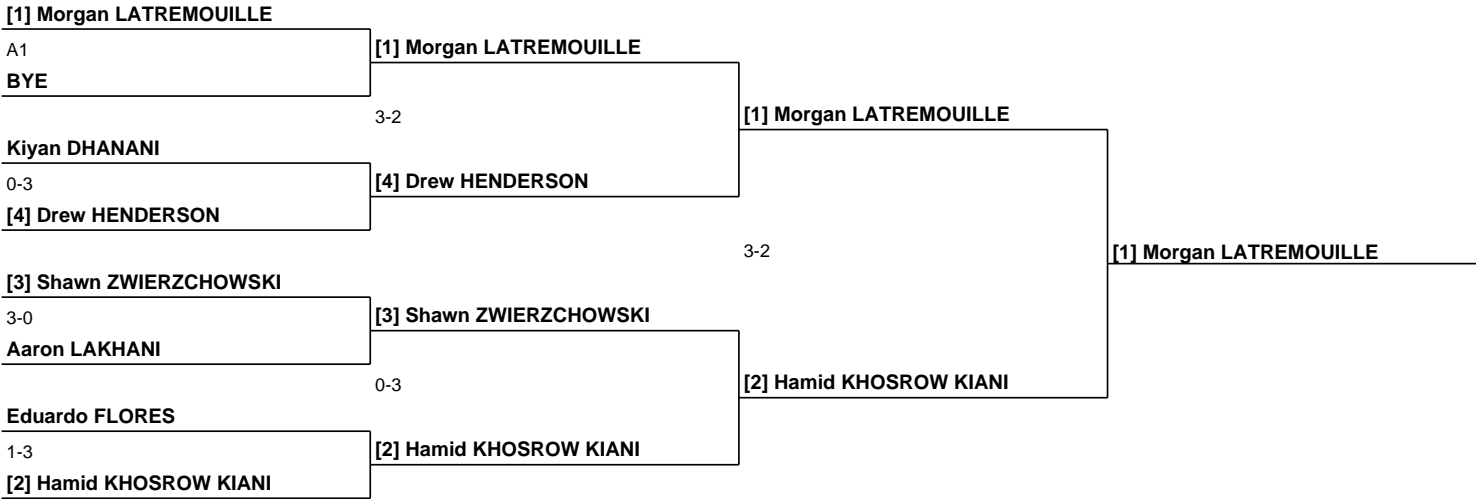 [1] Morgan LATREMOUILLE
A1
[1] Morgan LATREMOUILLE
BYE
3-2
[1] Morgan LATREMOUILLE
Kiyan DHANANI
0-3
[4] Drew HENDERSON
[4] Drew HENDERSON
3-2
[1] Morgan LATREMOUILLE
[3] Shawn ZWIERZCHOWSKI
3-0
[3] Shawn ZWIERZCHOWSKI
Aaron LAKHANI
0-3
[2] Hamid KHOSROW KIANI
Eduardo FLORES
1-3
[2] Hamid KHOSROW KIANI
[2] Hamid KHOSROW KIANI